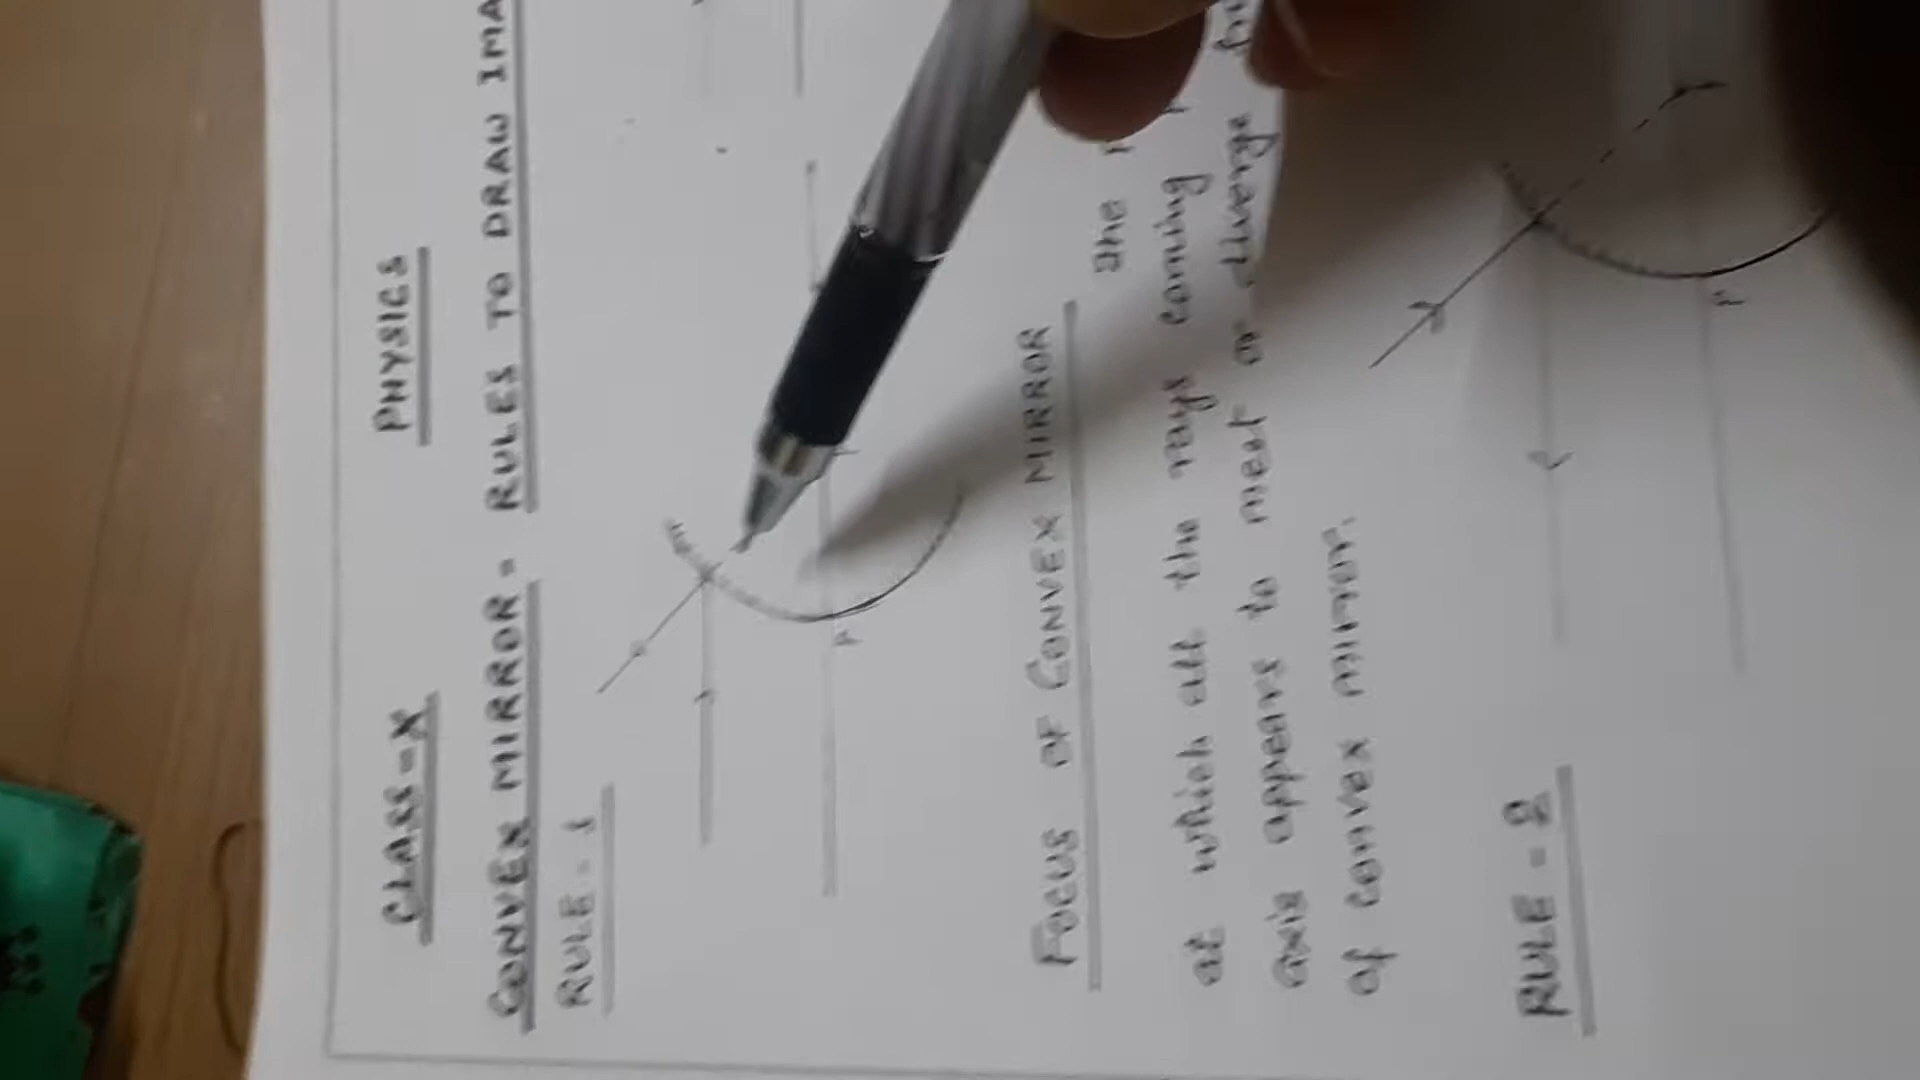 CLASS-X PHYSICS
CONVEX MIRROR - RULES TO DRAW IMA
RULE - 1
P
FOCUS OF CONVEX MIRROR
The
at which all the rays coming
axis appears to meet or diverge
of convex mirror.
RULE - 2
P